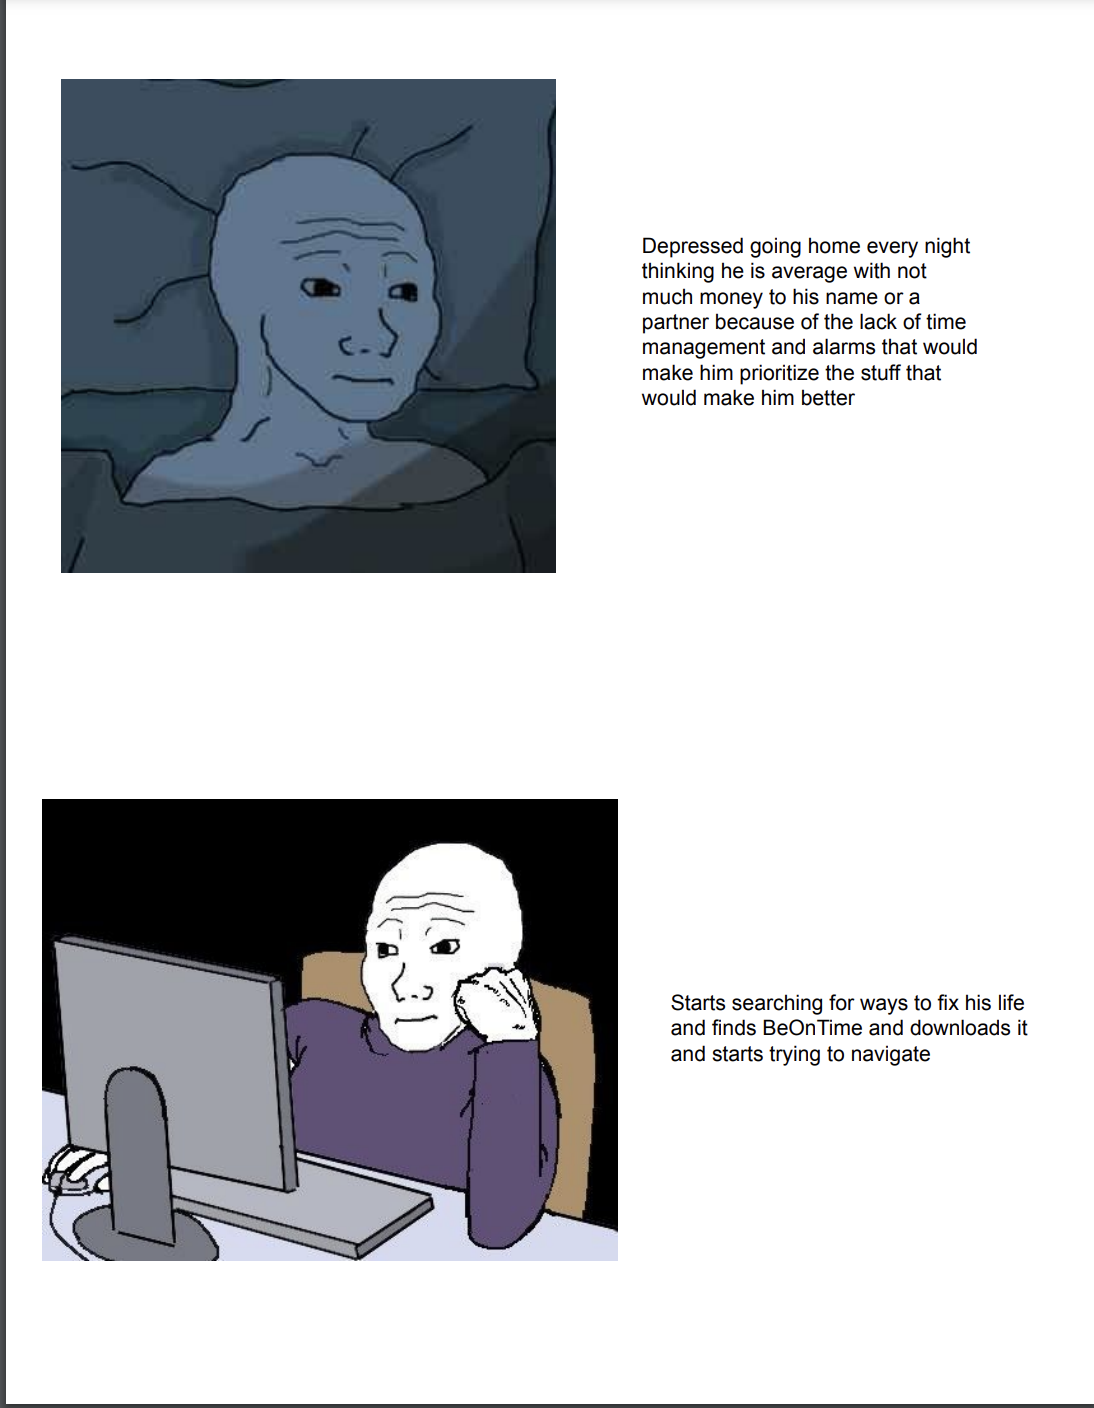 Depressed going home every night
thinking he is average with not
much money to his name or a
partner because of the lack of time
management and alarms that would
make him prioritize the stuff that
would make him better
Starts searching for ways to fix his life
and finds BeOnTime and downloads it
and starts trying to navigate